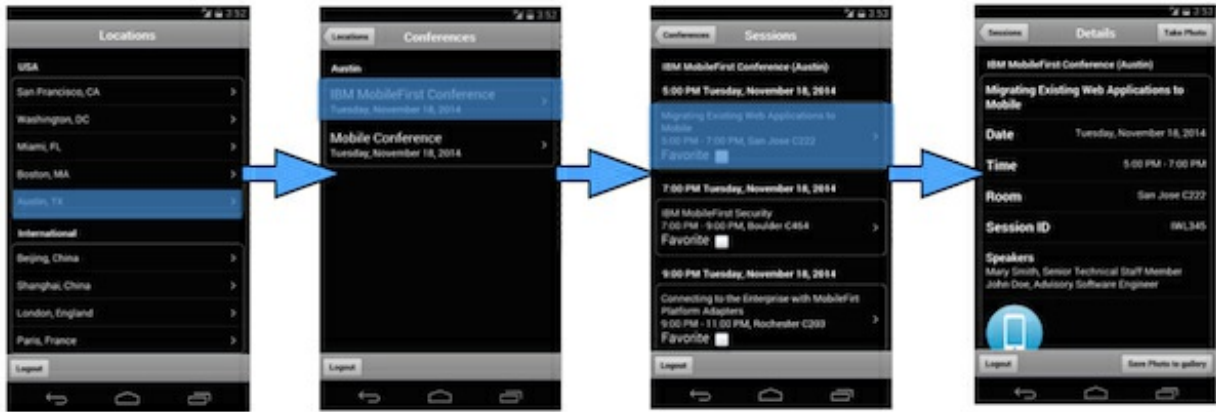 3:52
Locations
USA
San Francisco, CA
Washington, DC
Miami, FL
Boston, MA
Austin, TX
International
Beijing, China
Shanghai, China
London, England
Paris, France
Logout
3:52
Locations
Conferences
Austin
IBM MobileFirst Conference
Tuesday, November 18, 2014
Mobile Conference
Tuesday, November 18, 2014
Logout
3:53
Conferences
Sessions
IBM MobileFirst Conference (Austin)
5:00 PM Tuesday, November 18, 2014
Migrating Existing Web Applications to
Mobile
5:00 PM - 7:00 PM, San Jose C222
Favorite
7:00 PM Tuesday, November 18, 2014
IBM MobileFirst Security
7:00 PM - 9:00 PM, Boulder C454
Favorite
9:00 PM Tuesday, November 18, 2014
Connecting to the Enterprise with MobileFirt
Platform Adapters
9:00 PM - 11:00 PM, Rochester C203
Favorite
Logout
3:53
Sessions
Details
Take Photo
IBM MobileFirst Conference (Austin)
Migrating Existing Web Applications to
Mobile
Date Tuesday, November 18, 2014
Time 5:00 PM - 7:00 PM
Room San Jose C222
Session ID IWL345
Speakers
Mary Smith, Senior Technical Staff Member
John Doe, Advisory Software Engineer
Logout
Save Photo to gallery